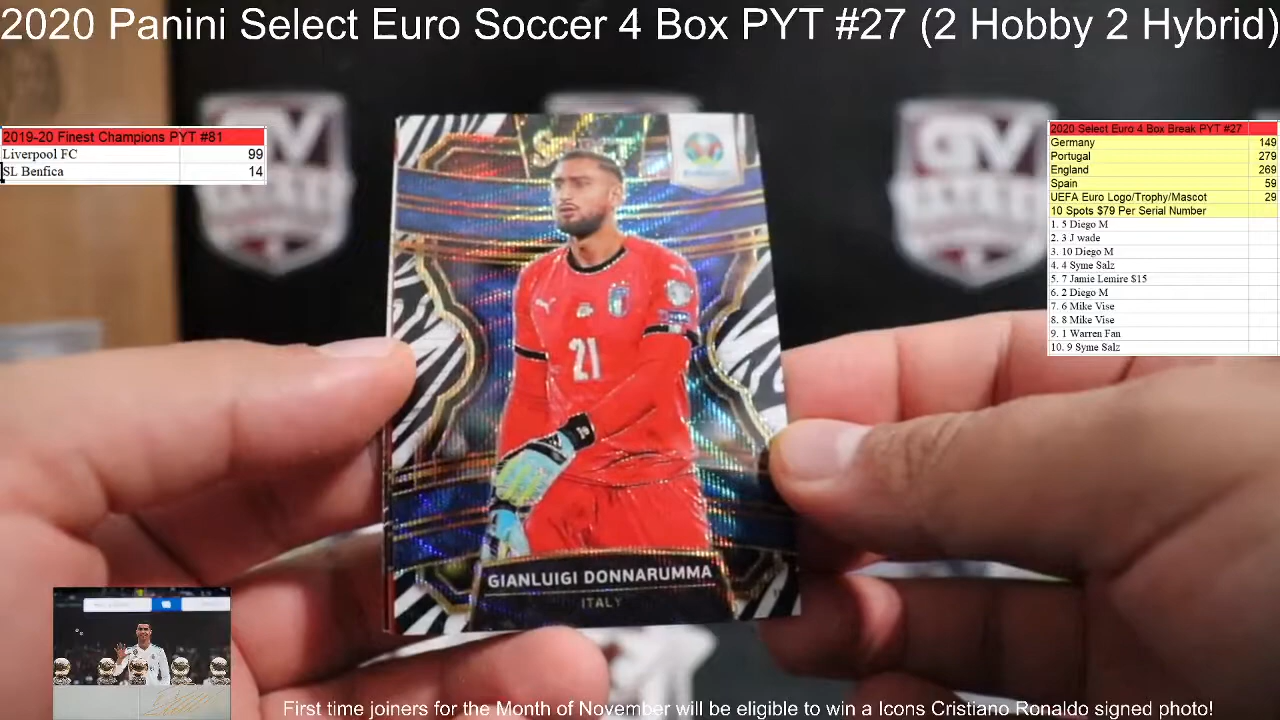 2020 Panini Select Euro Soccer 4 Box PYT #27 (2 Hobby 2 Hybrid)
2019-20 Finest Champions PYT #81
Liverpool FC 99
SL Benfica 14
2020 Select Euro 4 Box Break PYT #27
Germany 149
Portugal 279
England 269
Spain 59
UEFA Euro Logo/Trophy/Mascot 29
10 Spots $79 Per Serial Number
1. 5 Diego M
2. 3 J wade
3. 10 Diego M
4. 4 Syme Salz
5. 7 Jamie Lemire $15
6. 2 Diego M
7. 6 Mike Vise
8. 8 Mike Vise
9. 1 Warren Fan
10. 9 Syme Salz
GV
GV
21
GIANLUIGI DONNARUMMA
ITALY
First time joiners for the Month of November will be eligible to win a Icons Cristiano Ronaldo signed photo!